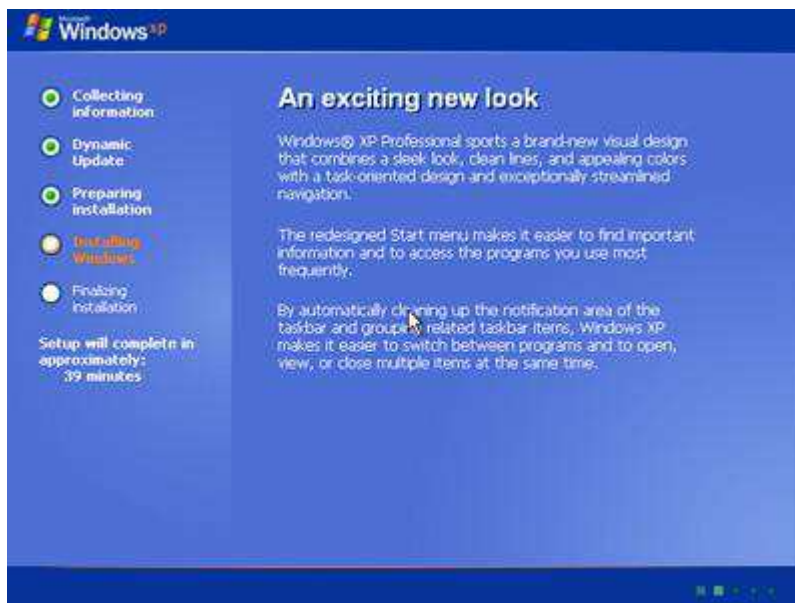 Microsoft
Windows xp
Collecting
information
Dynamic
Update
Preparing
installation
Installing
Windows
Finalizing
installation
Setup will complete in
approximately:
39 minutes
An exciting new look
Windows® XP Professional sports a brand-new visual design
that combines a sleek look, clean lines, and appealing colors
with a task-oriented design and exceptionally streamlined
navigation.
The redesigned Start menu makes it easier to find important
information and to access the programs you use most
frequently.
By automatically cleaning up the notification area of the
taskbar and grouping related taskbar items, Windows XP
makes it easier to switch between programs and to open,
view, or close multiple items at the same time.